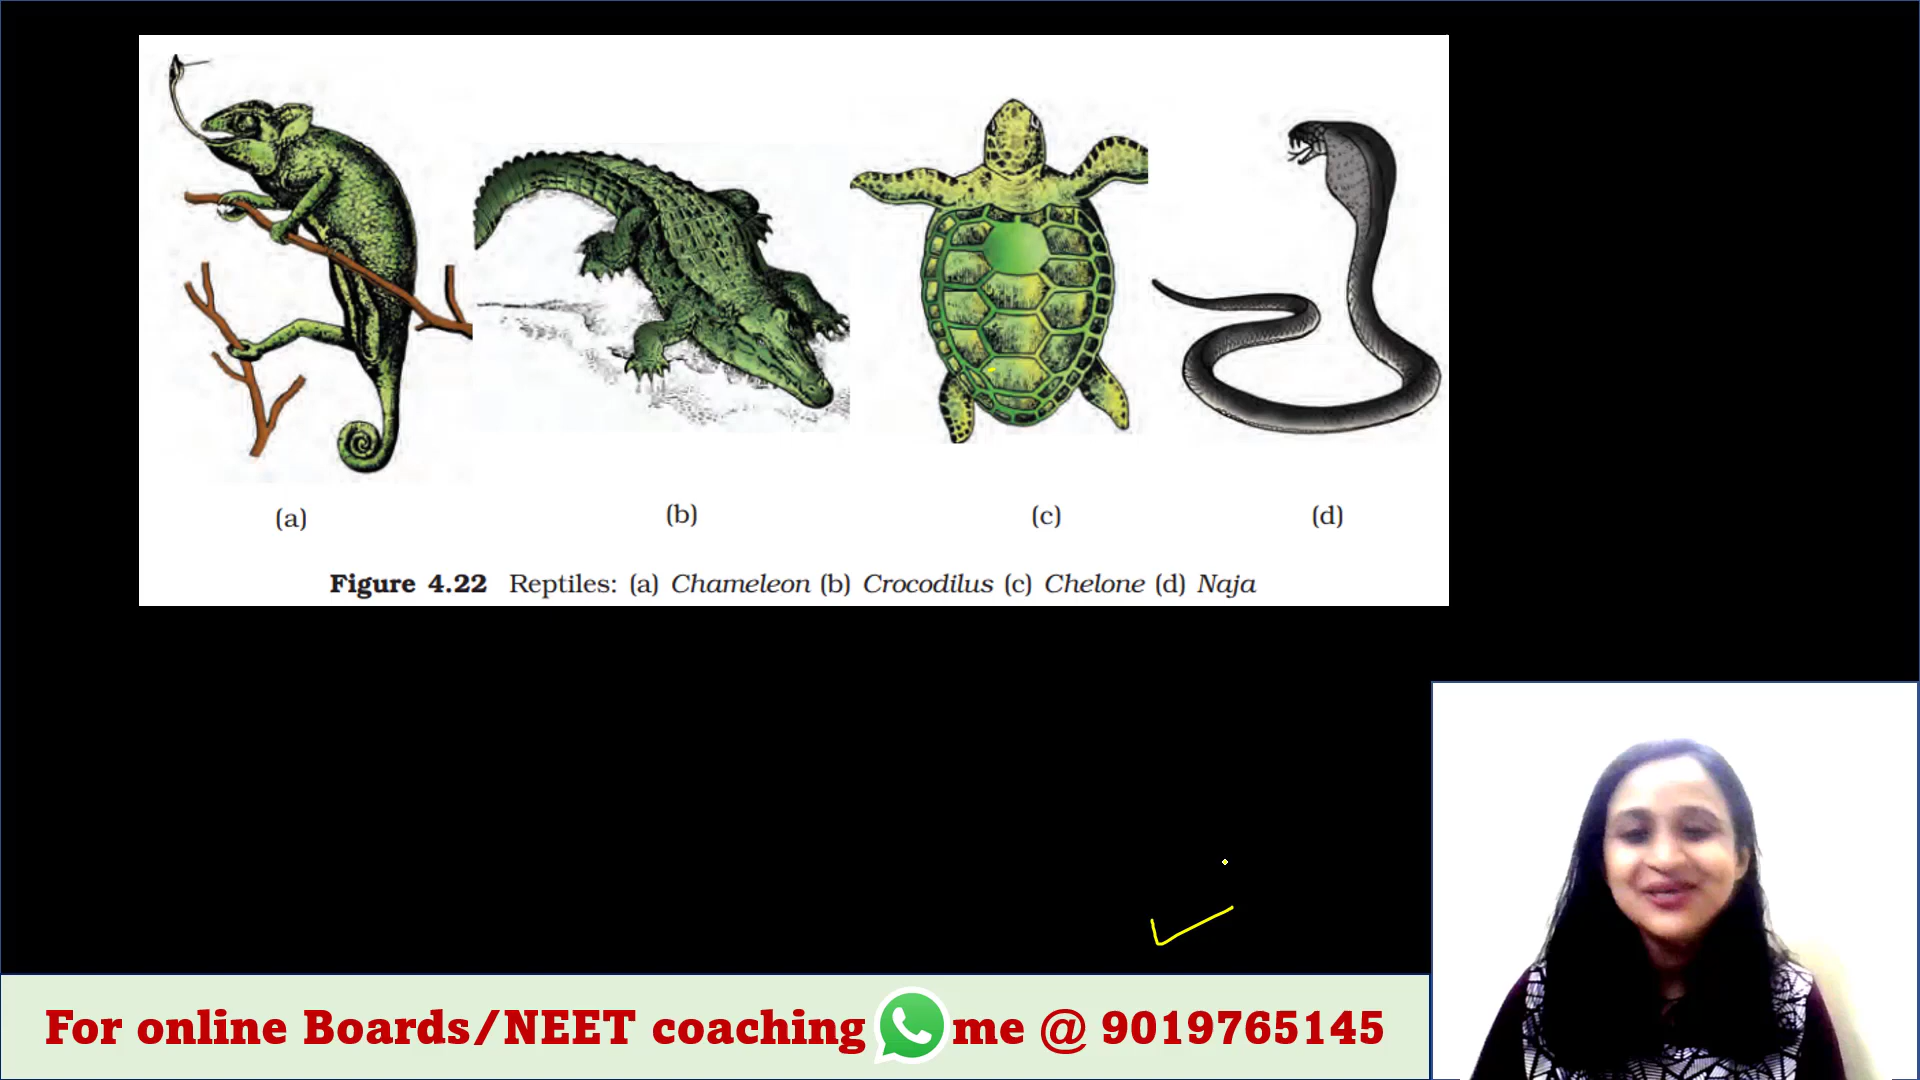 (a) (b) (c) (d)
Figure 4.22 Reptiles: (a) Chameleon (b) Crocodilus (c) Chelone (d) Naja
For online Boards/NEET coaching me @ 9019765145